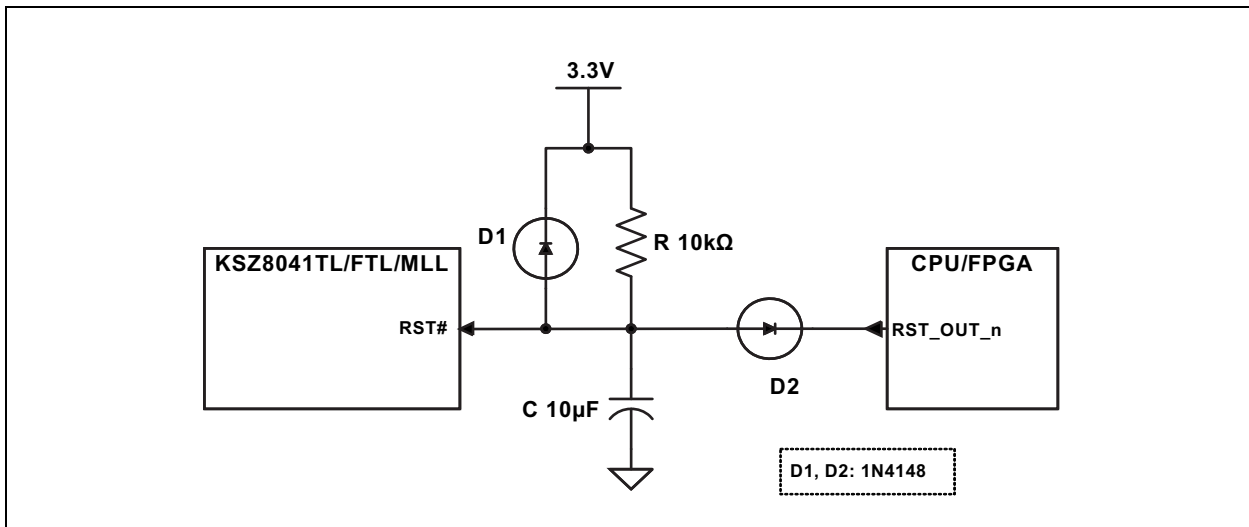 3.3V
D1
R 10kΩ
KSZ8041TL/FTL/MLL
CPU/FPGA
RST#
RST_OUT_n
D2
C 10µF
D1, D2: 1N4148